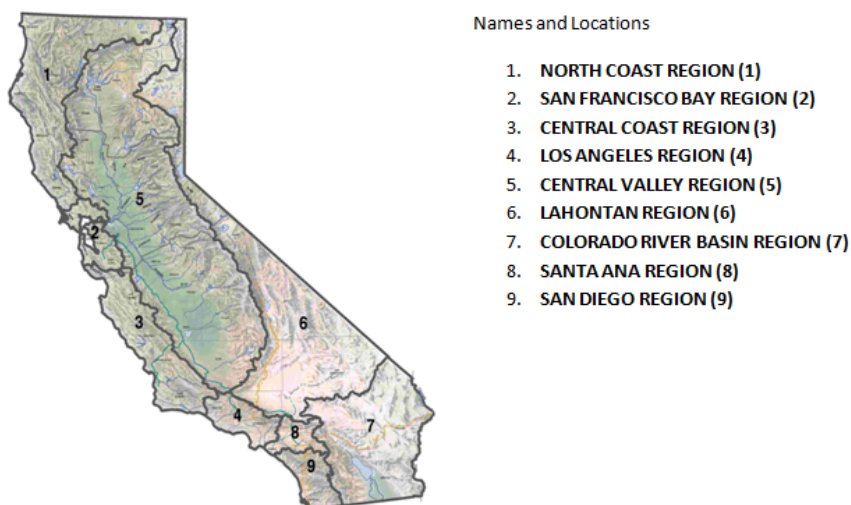 Names and Locations
1. NORTH COAST REGION (1)
2. SAN FRANCISCO BAY REGION (2)
3. CENTRAL COAST REGION (3)
4. LOS ANGELES REGION (4)
5. CENTRAL VALLEY REGION (5)
6. LAHONTAN REGION (6)
7. COLORADO RIVER BASIN REGION (7)
8. SANTA ANA REGION (8)
9. SAN DIEGO REGION (9)
1
5
2
3
6
4
7
8
9